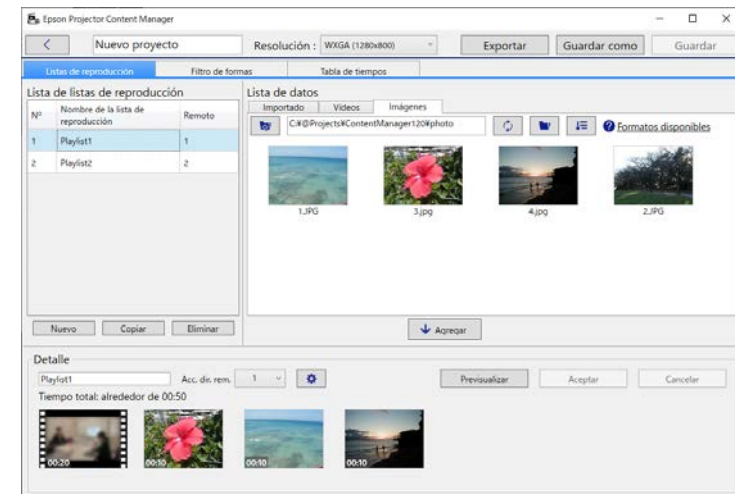 Epson Projector Content Manager
Nuevo proyecto
Resolución :
WXGA (1280x800)
Exportar
Guardar como
Guardar
Listas de reproducción
Filtro de formas
Tabla de tiempos
Lista de listas de reproducción
Nº
Nombre de la lista de
reproducción
Remoto
1
Playlist1
1
2
Playlist2
2
Nuevo
Copiar
Eliminar
Lista de datos
Importado
Vídeos
Imágenes
C:¥@Projects¥ContentManager120¥photo
Formatos disponibles
1.JPG
3.jpg
4.jpg
2.JPG
Agregar
Detalle
Playlist1
Acc. dir. rem.
1
Previsualizar
Aceptar
Cancelar
Tiempo total: alrededor de 00:50
00:20
00:10
00:10
00:10